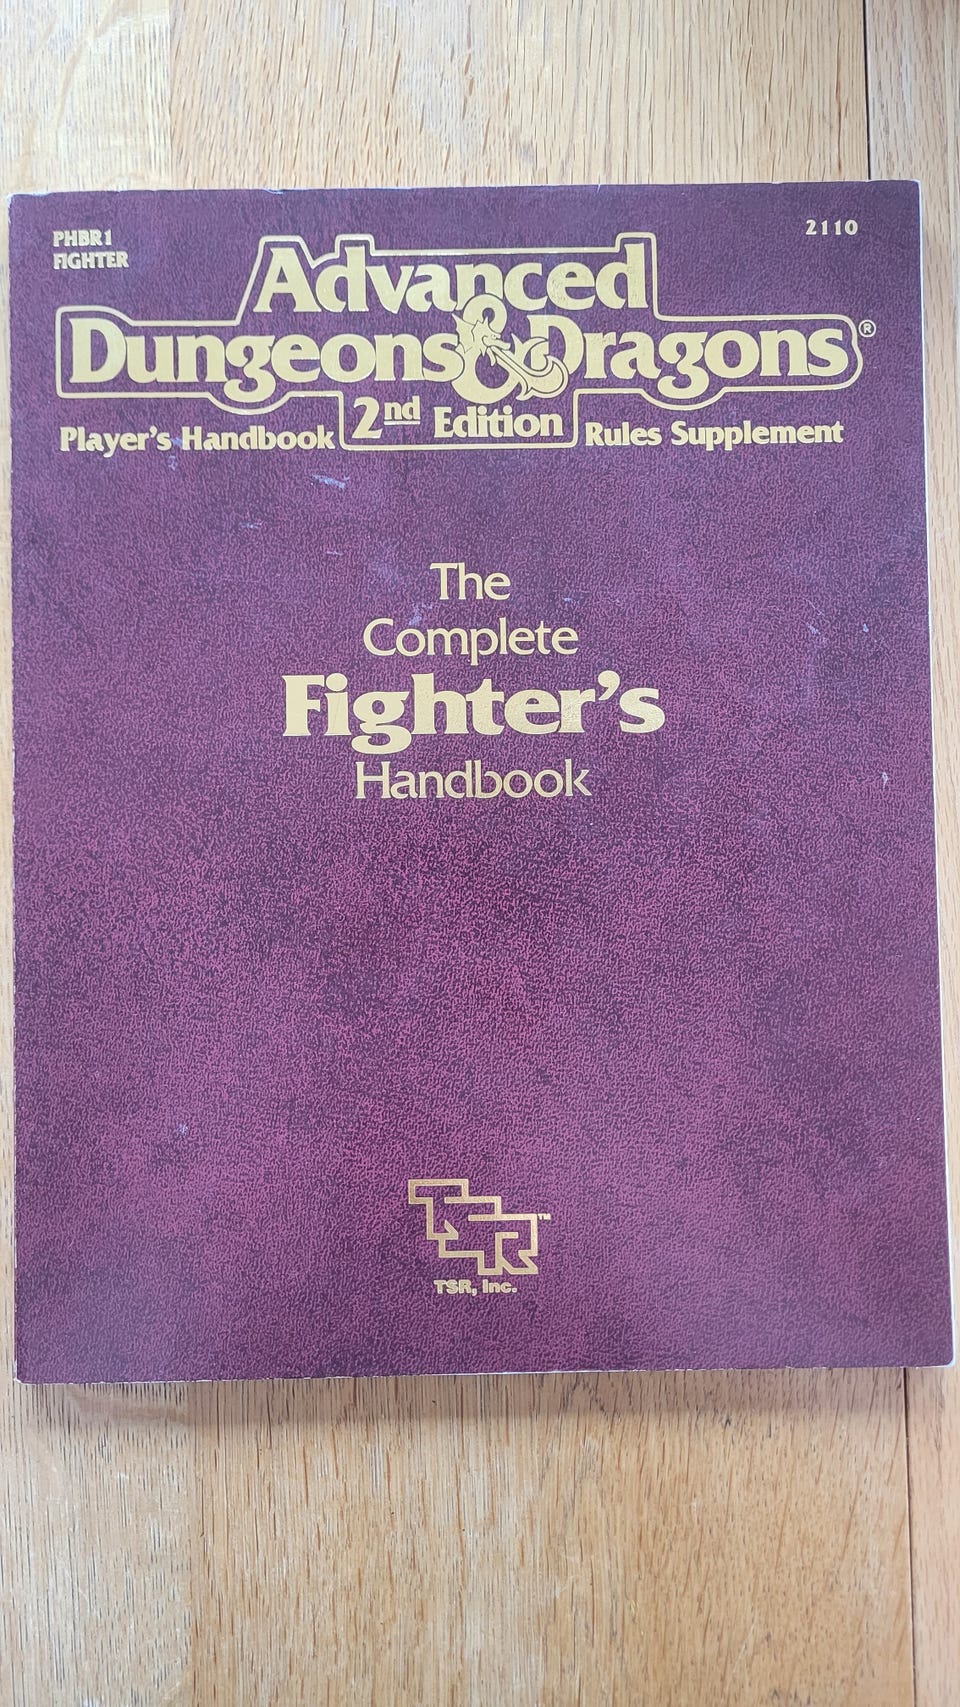 PHBR1
FIGHTER
2110
Advanced
Dungeons & Dragons®
2nd Edition
Player's Handbook
Rules Supplement
The
Complete
Fighter's
Handbook
TSR™
TSR, Inc.